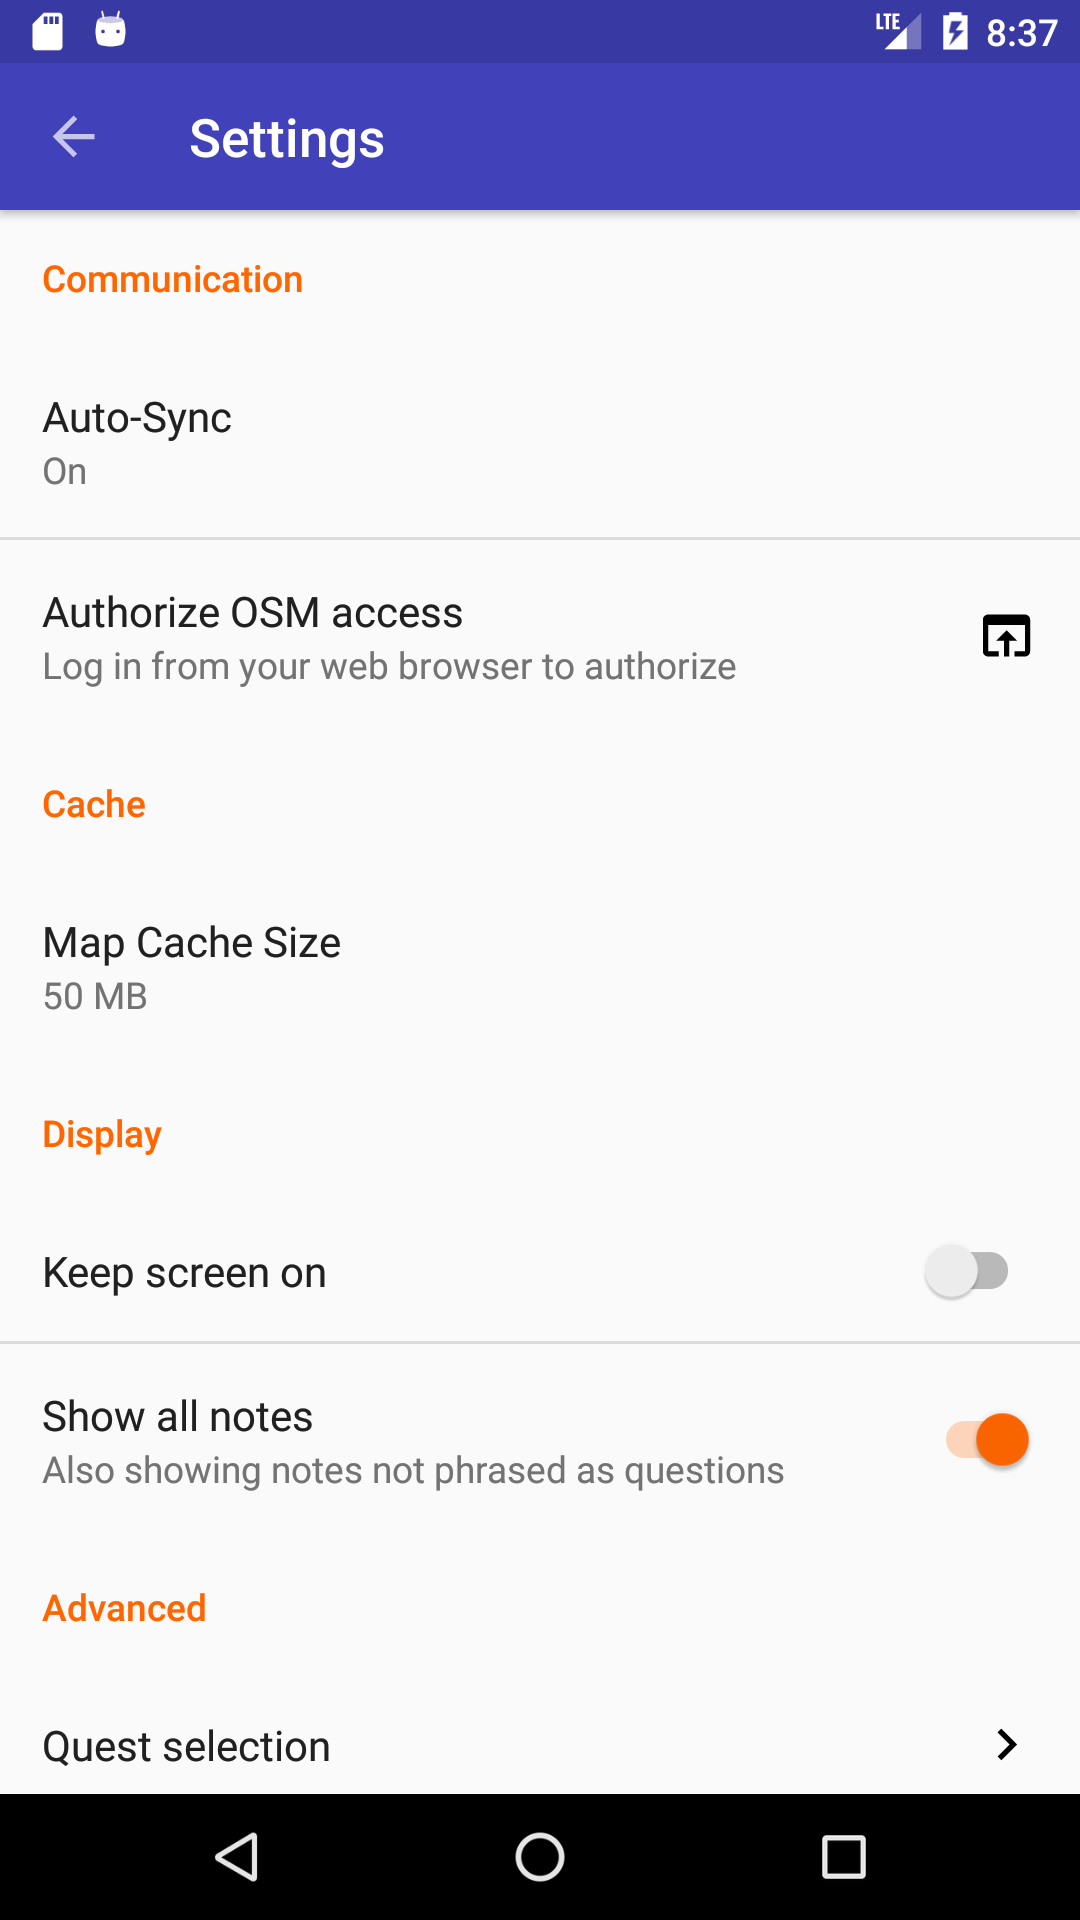 LTE 8:37
Settings
Communication
Auto-Sync
On
Authorize OSM access
Log in from your web browser to authorize
Cache
Map Cache Size
50 MB
Display
Keep screen on
Show all notes
Also showing notes not phrased as questions
Advanced
Quest selection